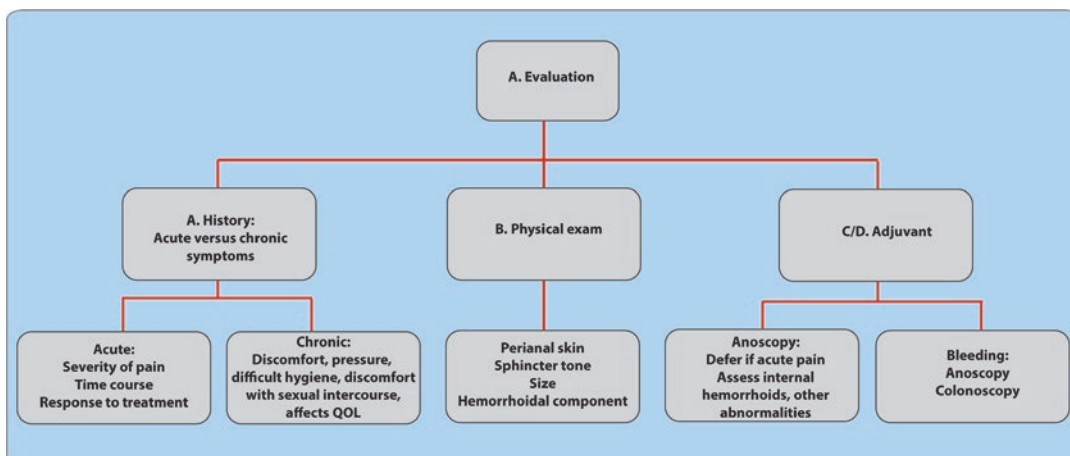 A. Evaluation
A. History:
Acute versus chronic
symptoms
B. Physical exam
C/D. Adjuvant
Acute:
Severity of pain
Time course
Response to treatment
Chronic:
Discomfort, pressure,
difficult hygiene, discomfort
with sexual intercourse,
affects QOL
Perianal skin
Sphincter tone
Size
Hemorrhoidal component
Anoscopy:
Defer if acute pain
Assess internal
hemorrhoids, other
abnormalities
Bleeding:
Anoscopy
Colonoscopy